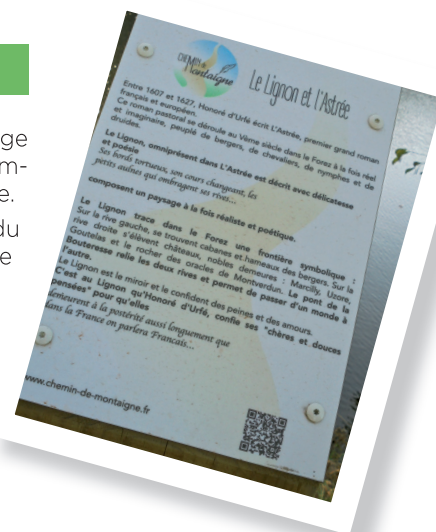 ge
m-
e.
du
e
CHEMIN de
Montaigne
Le Lignon et l'Astrée
Entre 1607 et 1627, Honoré d'Urfé écrit L'Astrée, premier grand roman
français et européen.
Ce roman pastoral se déroule au Vème siècle dans le Forez à la fois réel
et imaginaire, peuplé de bergers, de chevaliers, de nymphes et de
druides.
Le Lignon, omniprésent dans L'Astrée est décrit avec délicatesse
et poésie
Ses bords tortueux, son cours changeant, les
petits aulnes qui ombragent ses rives...
composent un paysage à la fois réaliste et poétique.
Le Lignon trace dans le Forez une frontière symbolique :
Sur la rive gauche, se trouvent cabanes et hameaux des bergers. Sur la
rive droite s'élèvent châteaux, nobles demeures : Marcilly, Uzore,
Goutelas et le rocher des oracles de Montverdun. Le pont de la
Bouteresse relie les deux rives et permet de passer d'un monde à
l'autre.
Le Lignon est le miroir et le confident des peines et des amours.
C'est au Lignon qu'Honoré d'Urfé, confie ses "chères et douces
pensées" pour qu'elles
demeurent à la postérité aussi longuement que
dans la France on parlera Français...
www.chemin-de-montaigne.fr